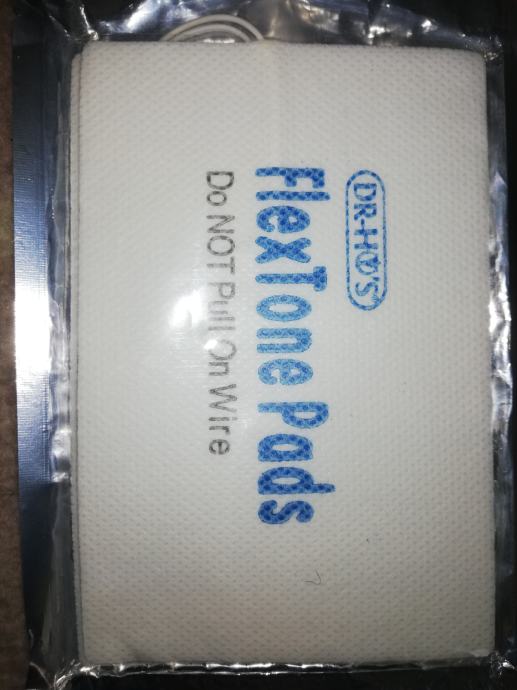 DR-HO'S
FlexTone Pads
Do NOT Pull On Wire